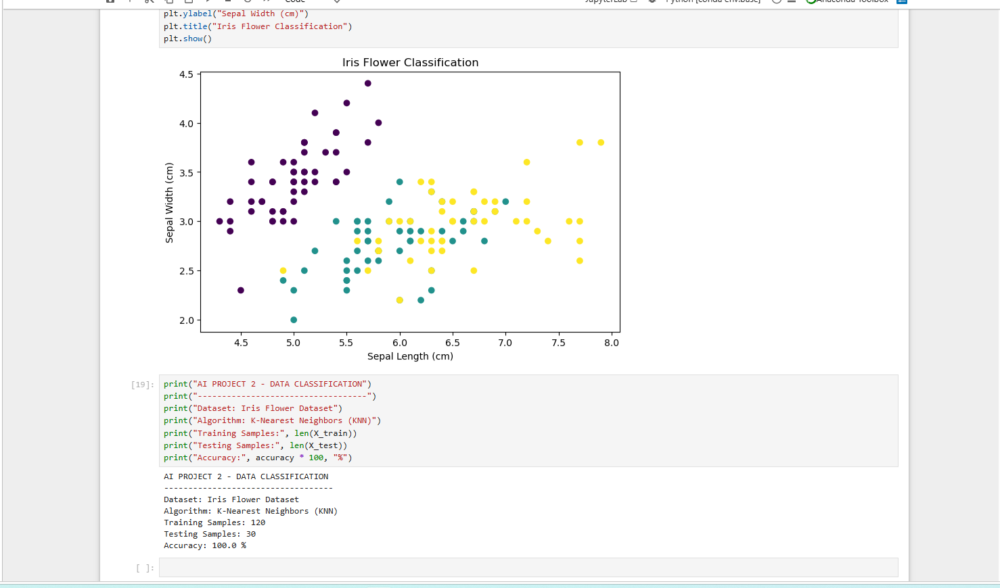 Code
JupyterLab
Python [conda env:base]
Anaconda Toolbox
plt.ylabel("Sepal Width (cm)")
plt.title("Iris Flower Classification")
plt.show()
Iris Flower Classification
4.5
4.0
3.5
3.0
2.5
2.0
Sepal Width (cm)
4.5 5.0 5.5 6.0 6.5 7.0 7.5 8.0
Sepal Length (cm)
[19]:
print("AI PROJECT 2 - DATA CLASSIFICATION")
print("-----------------------------------")
print("Dataset: Iris Flower Dataset")
print("Algorithm: K-Nearest Neighbors (KNN)")
print("Training Samples:", len(X_train))
print("Testing Samples:", len(X_test))
print("Accuracy:", accuracy * 100, "%")
AI PROJECT 2 - DATA CLASSIFICATION
-----------------------------------
Dataset: Iris Flower Dataset
Algorithm: K-Nearest Neighbors (KNN)
Training Samples: 120
Testing Samples: 30
Accuracy: 100.0 %
[ ]: